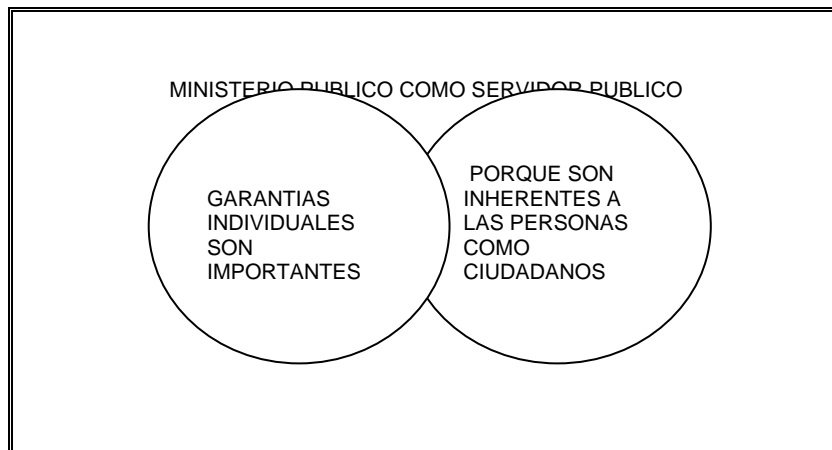 MINISTERIO PUBLICO COMO SERVIDOR PUBLICO
GARANTIAS
INDIVIDUALES
SON
IMPORTANTES
PORQUE SON
INHERENTES A
LAS PERSONAS
COMO
CIUDADANOS